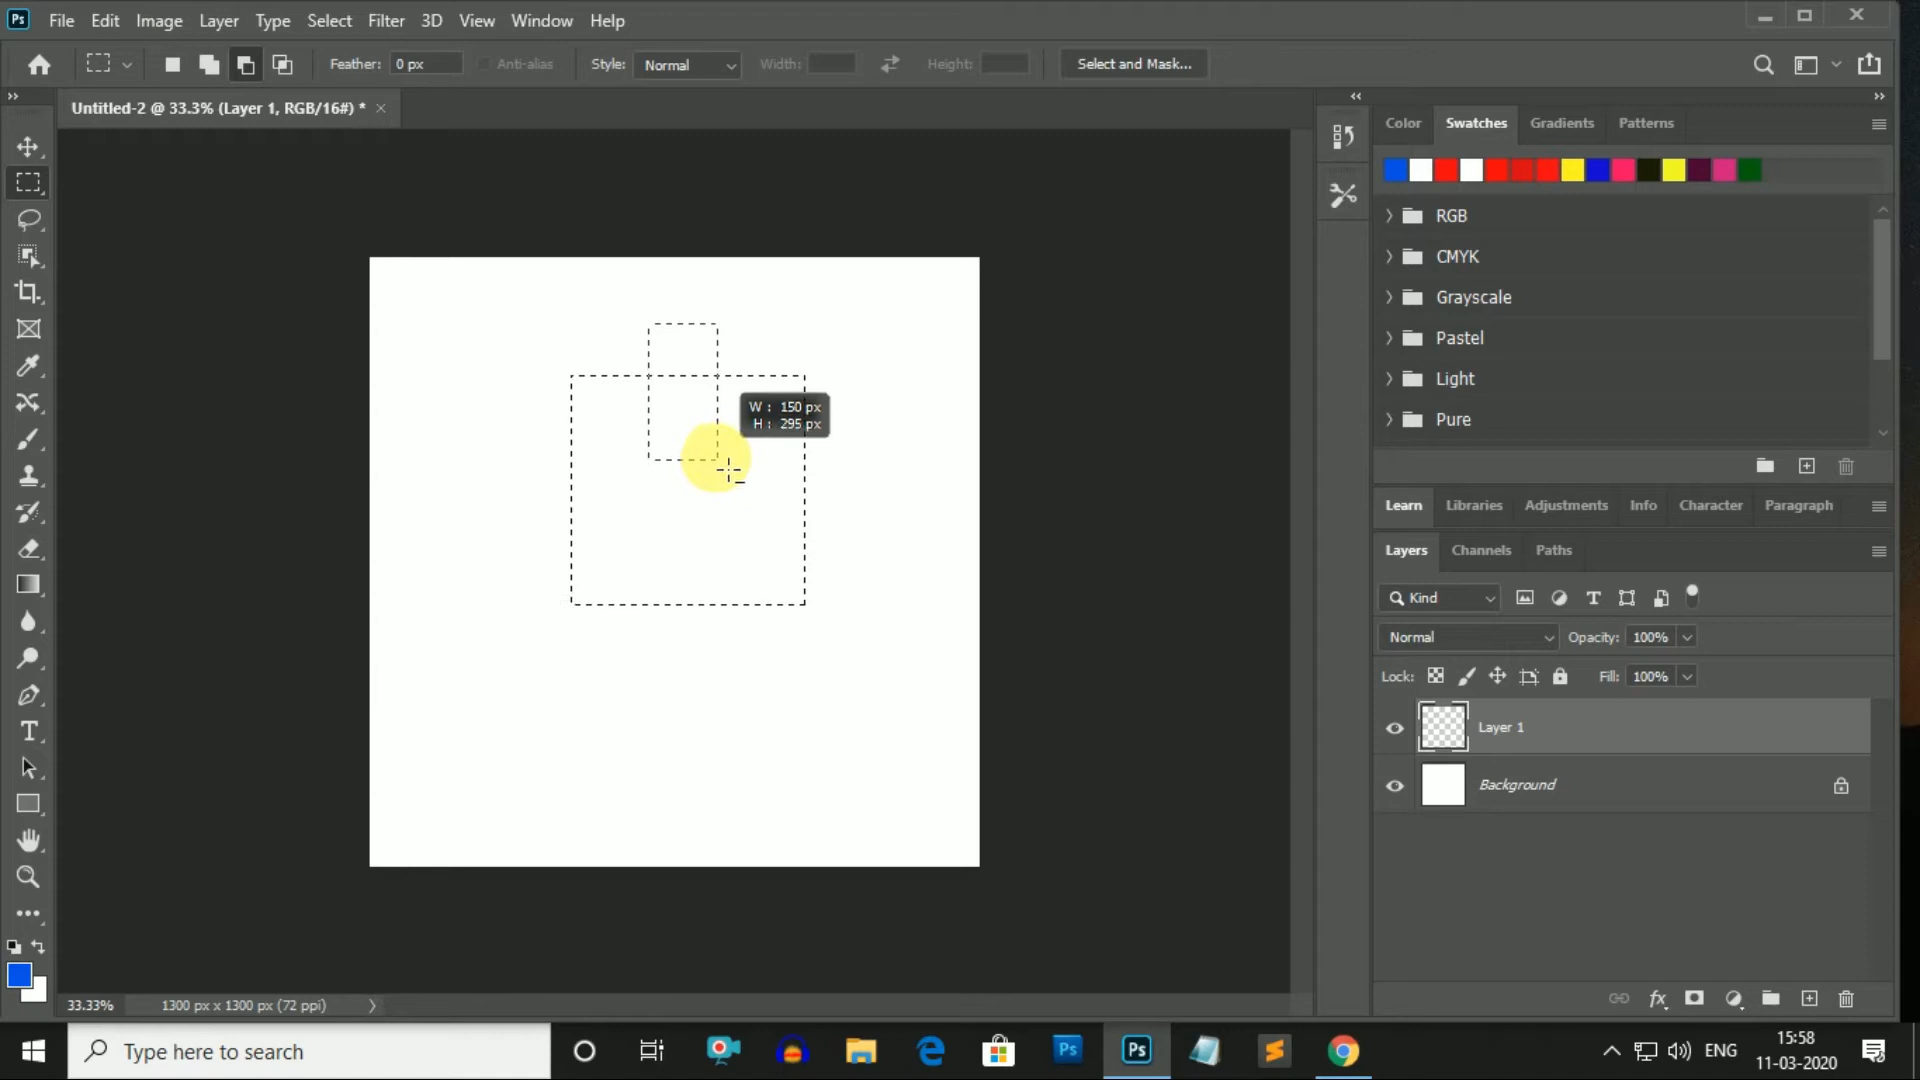 Ps File Edit Image Layer Type Select Filter 3D View Window Help
Feather: 0 px Anti-alias Style: Normal Width: Height: Select and Mask...
Untitled-2 @ 33.3% (Layer 1, RGB/16#) *
Color Swatches Gradients Patterns
RGB
CMYK
Grayscale
Pastel
Light
Pure
W : 150 px
H : 295 px
Learn Libraries Adjustments Info Character Paragraph
Layers Channels Paths
Kind
Normal Opacity: 100%
Lock: Fill: 100%
Layer 1
Background
33.33% 1300 px x 1300 px (72 ppi)
Type here to search
Ps Ps
ENG
15:58
11-03-2020